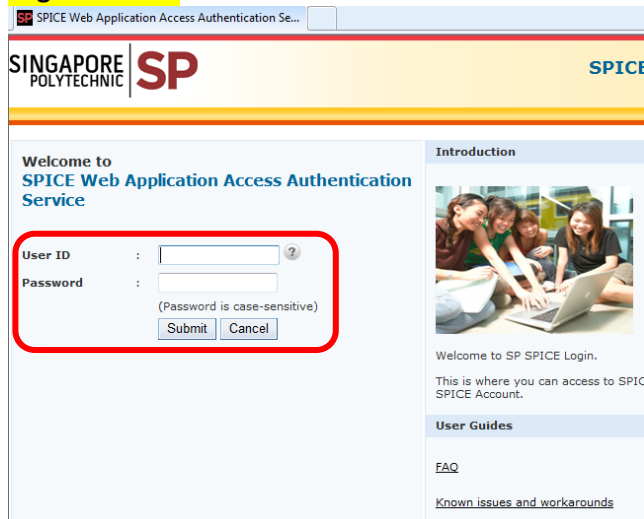 SPICE Web Application Access Authentication Se...
SINGAPORE
POLYTECHNIC
SP
SPICE
Welcome to
SPICE Web Application Access Authentication
Service
User ID :
Password :
(Password is case-sensitive)
Submit Cancel
Introduction
Welcome to SP SPICE Login.
This is where you can access to SPIC
SPICE Account.
User Guides
FAQ
Known issues and workarounds